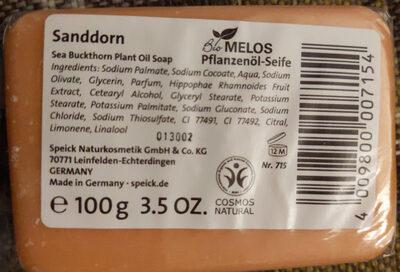 Sanddorn
Bio MELOS
Sea Buckthorn Plant Oil Soap
Pflanzenöl-Seife
Ingredients: Sodium Palmate, Sodium Cocoate, Aqua, Sodium
Olivate, Glycerin, Parfum, Hippophae Rhamnoides Fruit
Extract, Cetearyl Alcohol, Glyceryl Stearate, Potassium
Stearate, Potassium Palmitate, Sodium Gluconate, Sodium
Chloride, Sodium Thiosulfate, CI 77491, CI 77492, Citral,
Limonene, Linalool
013002
Speick Naturkosmetik GmbH & Co. KG
70771 Leinfelden-Echterdingen
GERMANY
Made in Germany - speick.de
12 M
Nr. 715
℮ 100 g 3.5 OZ.
COSMOS
NATURAL
4 009800 007154